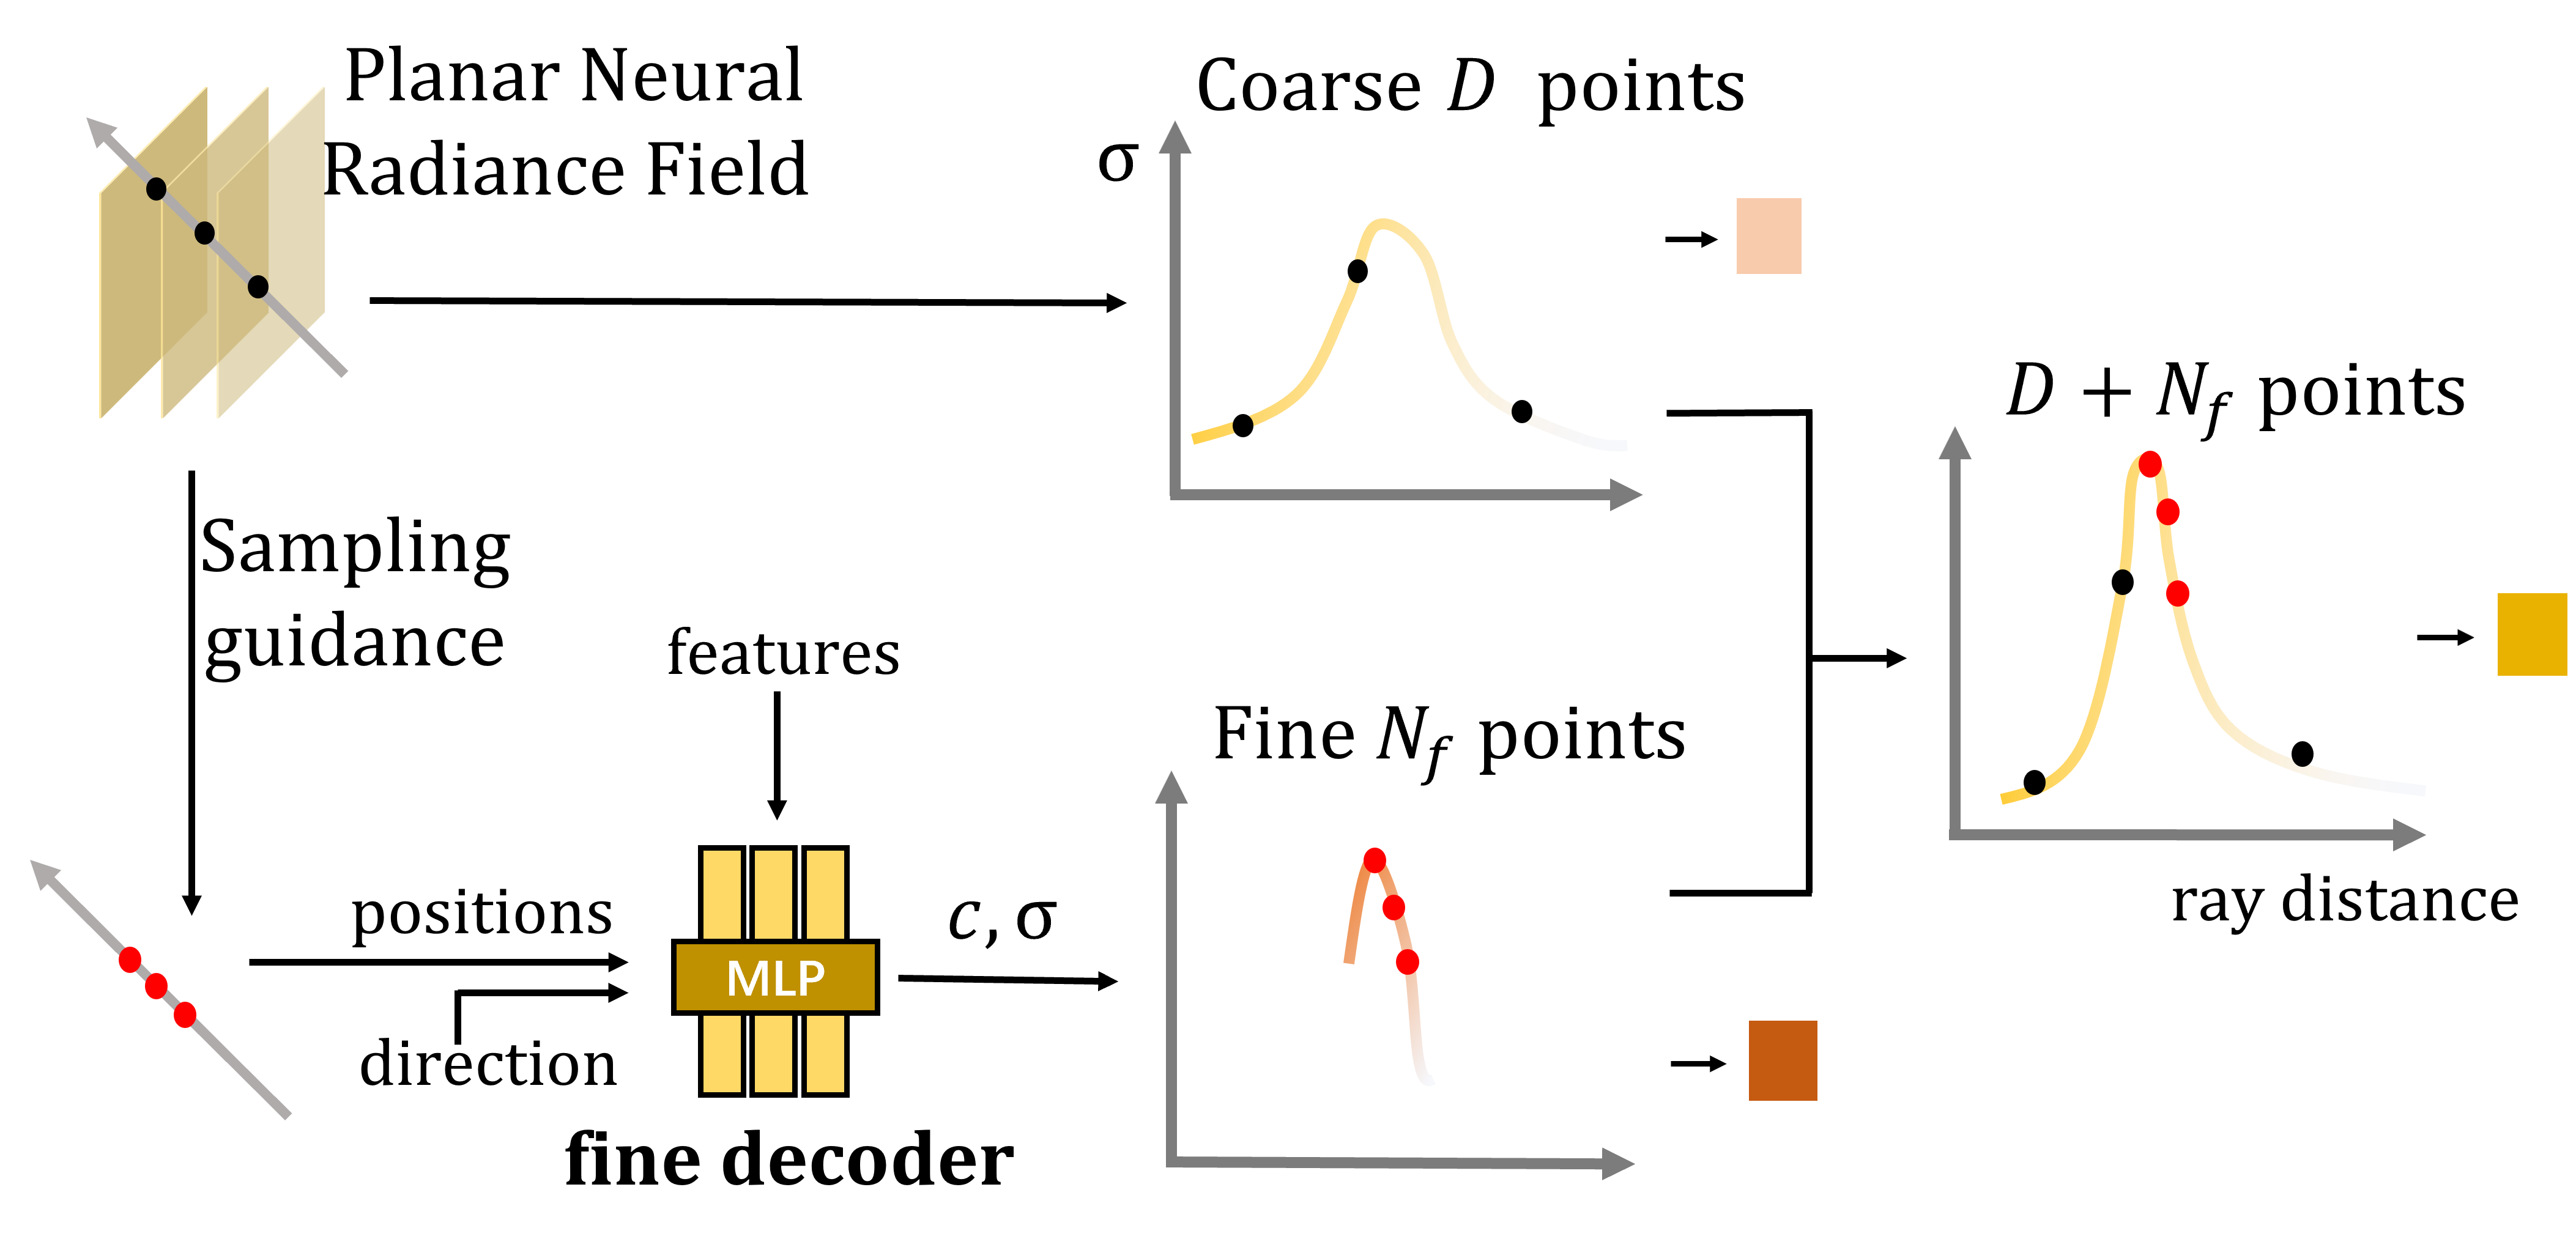 Planar Neural
Radiance Field
Coarse D points
σ
D + N_f points
Sampling
guidance
features
Fine N_f points
positions
c, σ
ray distance
MLP
direction
fine decoder